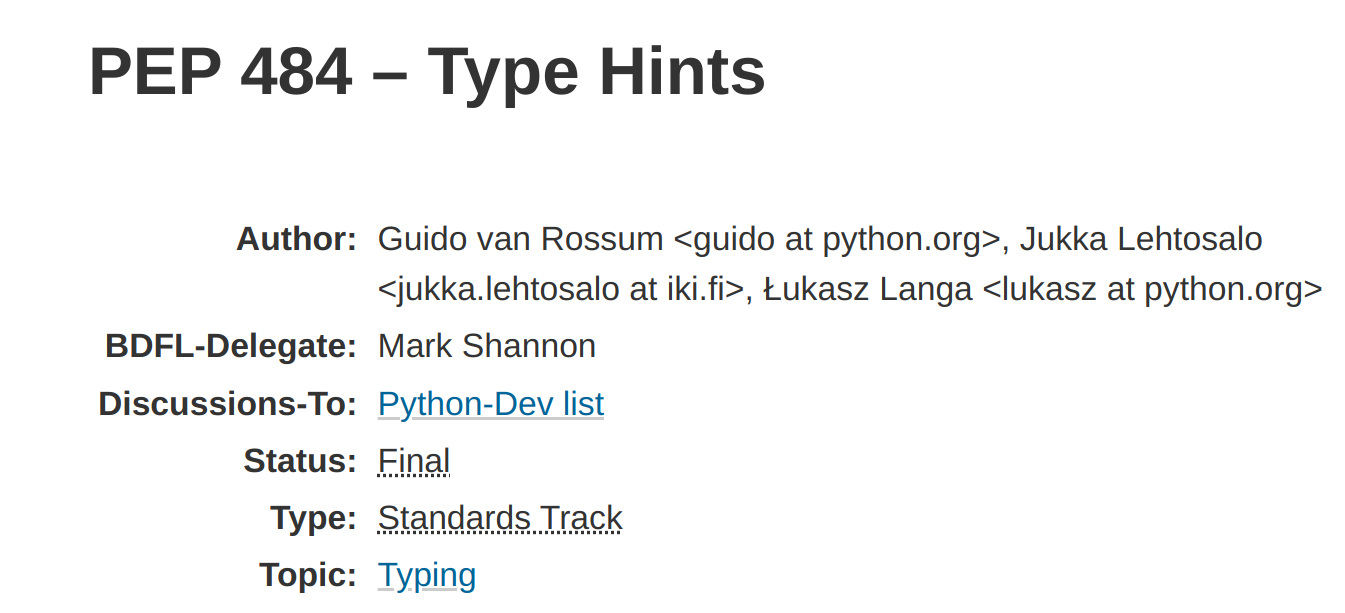 PEP 484 – Type Hints
Author: Guido van Rossum <guido at python.org>, Jukka Lehtosalo
<jukka.lehtosalo at iki.fi>, Łukasz Langa <lukasz at python.org>
BDFL-Delegate: Mark Shannon
Discussions-To: Python-Dev list
Status: Final
Type: Standards Track
Topic: Typing